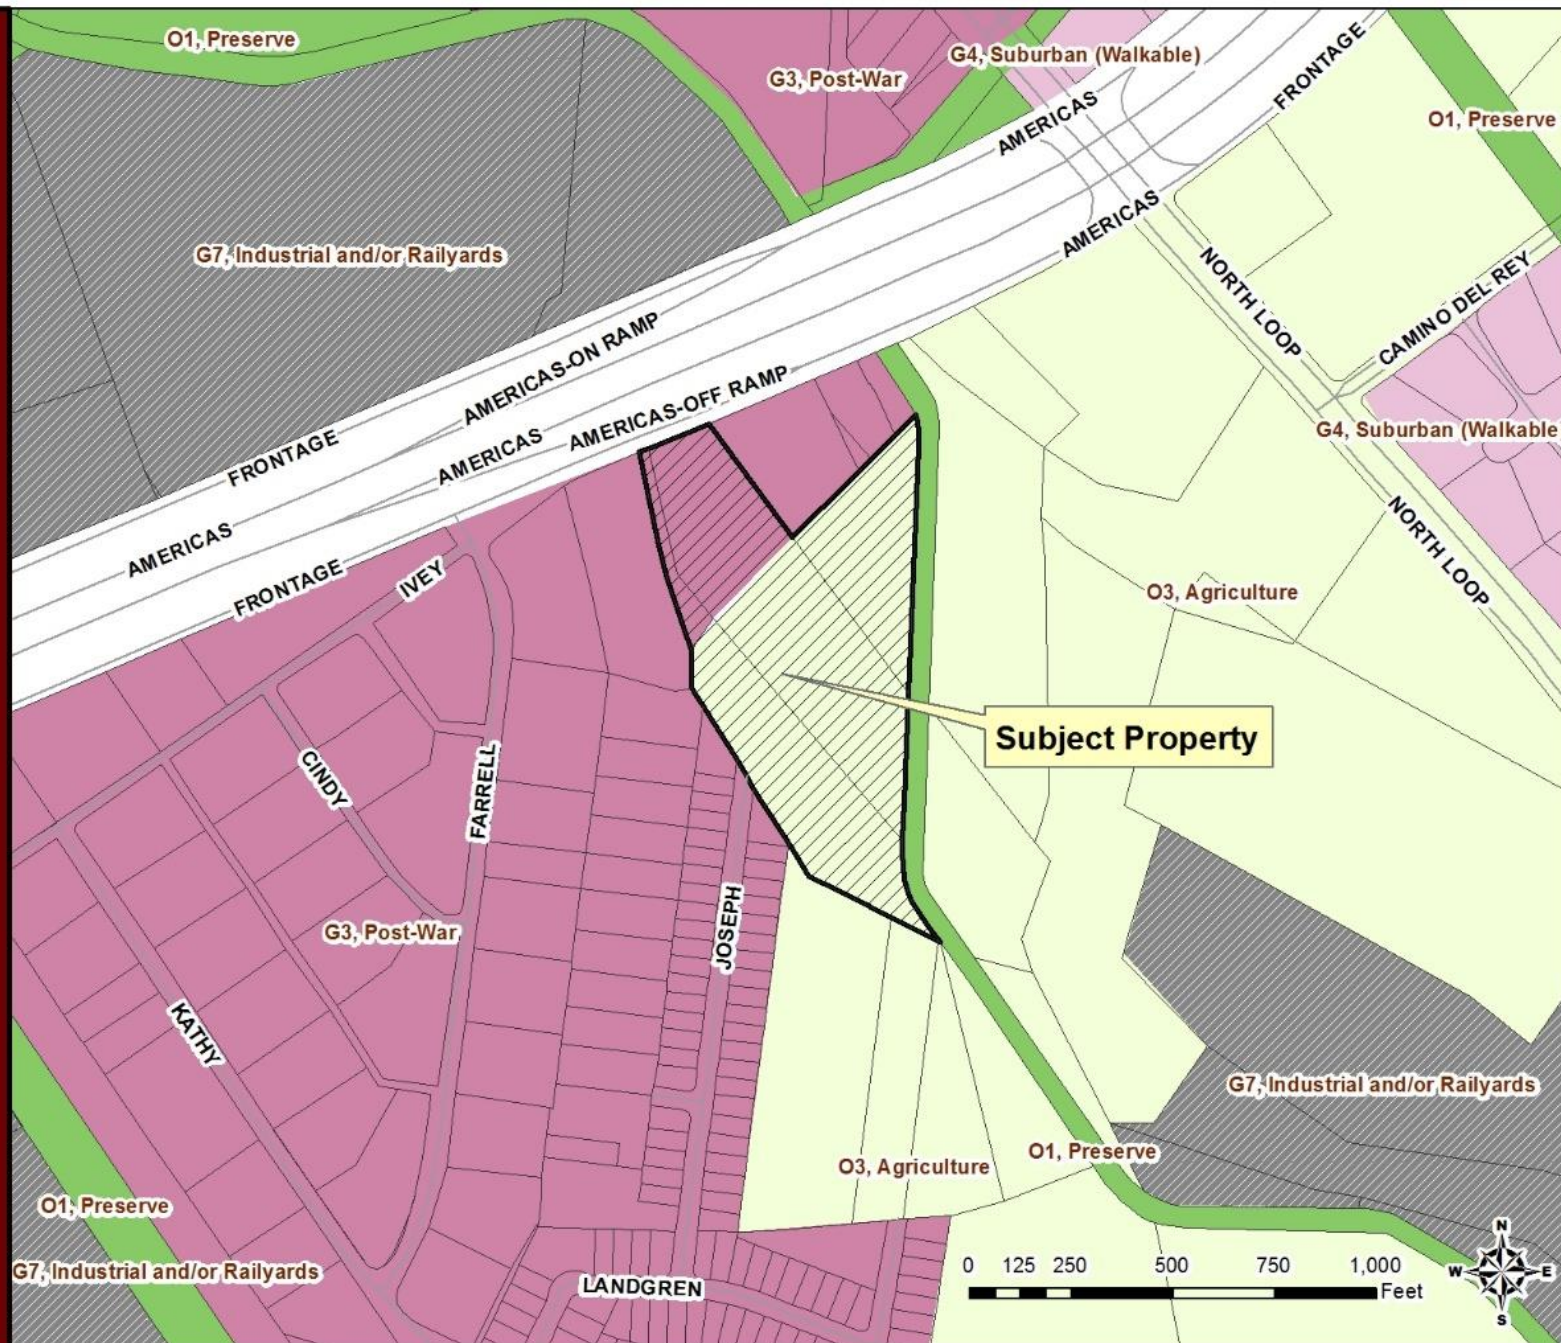 O1, Preserve
G4, Suburban (Walkable)
G3, Post-War
FRONTAGE
AMERICAS
O1, Preserve
AMERICAS
G7, Industrial and/or Railyards
NORTH LOOP
CAMINO DEL REY
AMERICAS-ON RAMP
AMERICAS-OFF RAMP
FRONTAGE
AMERICAS
G4, Suburban (Walkable)
AMERICAS
NORTH LOOP
FRONTAGE
IVEY
O3, Agriculture
Subject Property
CINDY
FARRELL
JOSEPH
G3, Post-War
KATHY
G7, Industrial and/or Railyards
O1, Preserve
O3, Agriculture
O1, Preserve
G7, Industrial and/or Railyards
LANDGREN
0 125 250 500 750 1,000
Feet
N
W E
S